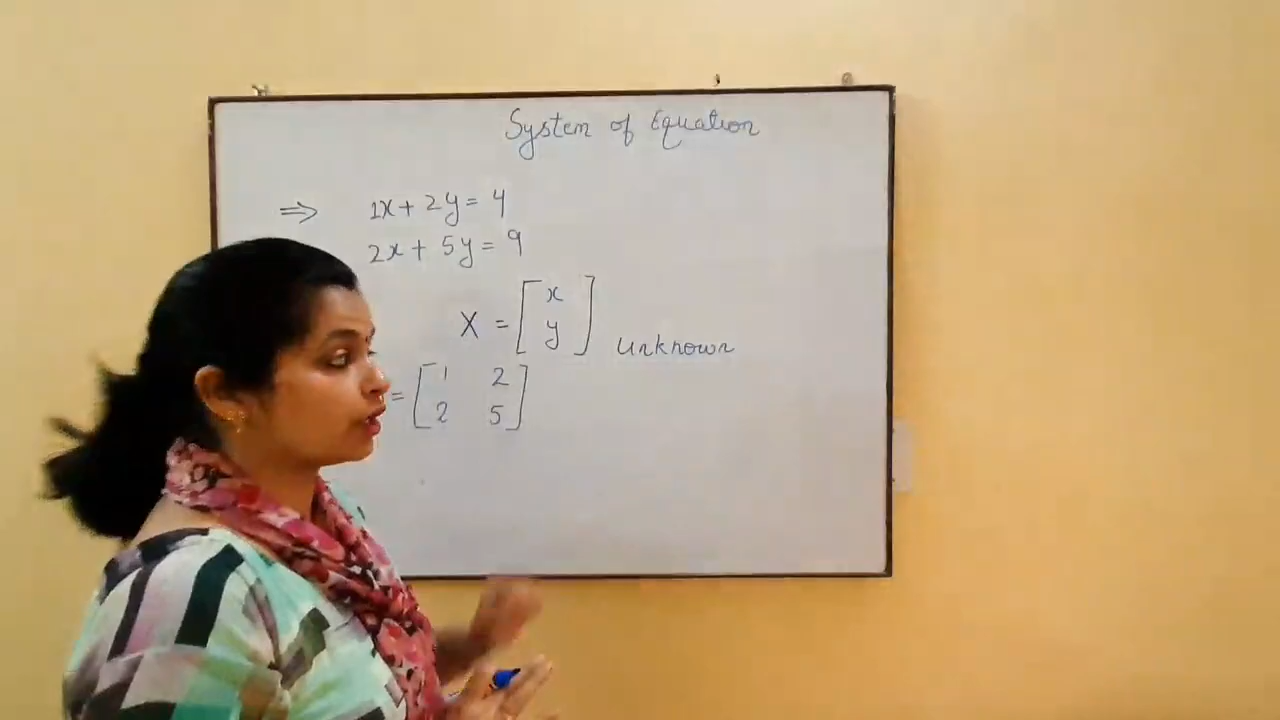 System of Equation
⇒ 1x + 2y = 4
2x + 5y = 9
X = [x
y] unknown
= [1 2
2 5]